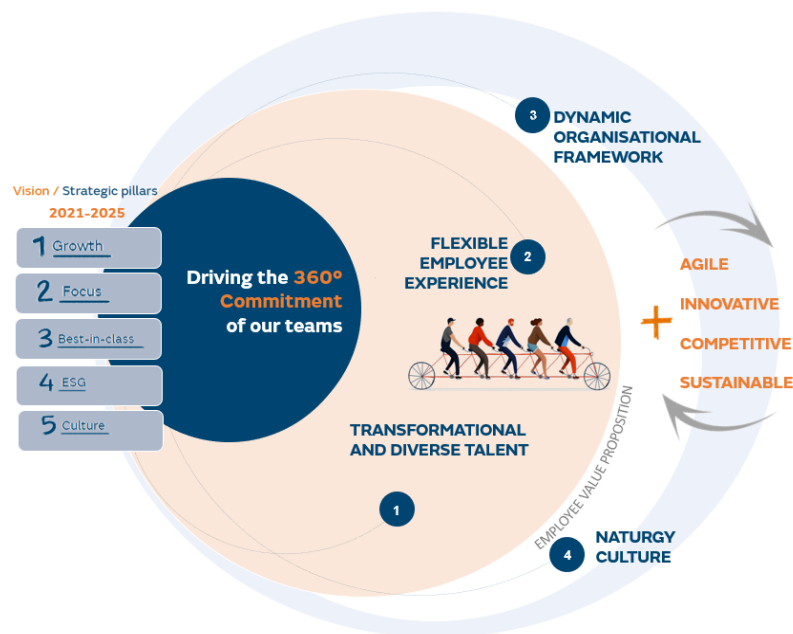 Vision / Strategic pillars
2021-2025
1 Growth
2 Focus
3 Best-in-class
4 ESG
5 Culture
Driving the 360°
Commitment
of our teams
3
DYNAMIC
ORGANISATIONAL
FRAMEWORK
FLEXIBLE
EMPLOYEE
EXPERIENCE
2
TRANSFORMATIONAL
AND DIVERSE TALENT
1
EMPLOYEE VALUE PROPOSITION
4
NATURGY
CULTURE
+
AGILE
INNOVATIVE
COMPETITIVE
SUSTAINABLE